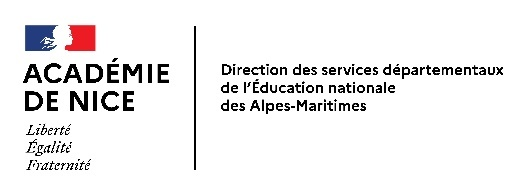 ACADÉMIE
DE NICE
Liberté
Égalité
Fraternité
Direction des services départementaux
de l'Éducation nationale
des Alpes-Maritimes